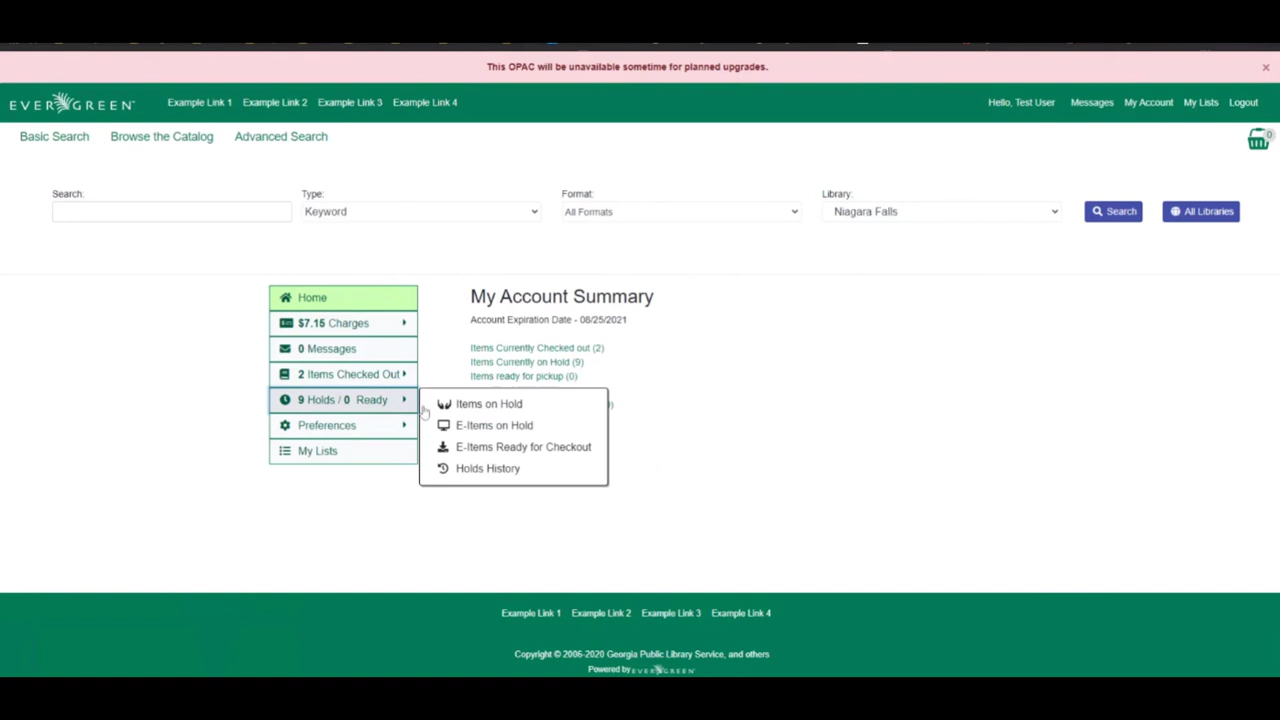 This OPAC will be unavailable sometime for planned upgrades. ×
EVERGREEN Example Link 1 Example Link 2 Example Link 3 Example Link 4 Hello, Test User Messages My Account My Lists Logout
Basic Search Browse the Catalog Advanced Search 0
Search: Type: Format: Library:
Keyword All Formats Niagara Falls Search All Libraries
Home
$7.15 Charges
0 Messages
2 Items Checked Out
9 Holds / 0 Ready
Preferences
My Lists
My Account Summary
Account Expiration Date - 08/25/2021
Items Currently Checked out (2)
Items Currently on Hold (9)
Items ready for pickup (0)
Items on Hold
E-Items on Hold
E-Items Ready for Checkout
Holds History
Example Link 1 Example Link 2 Example Link 3 Example Link 4
Copyright © 2006-2020 Georgia Public Library Service, and others
Powered by EVERGREEN